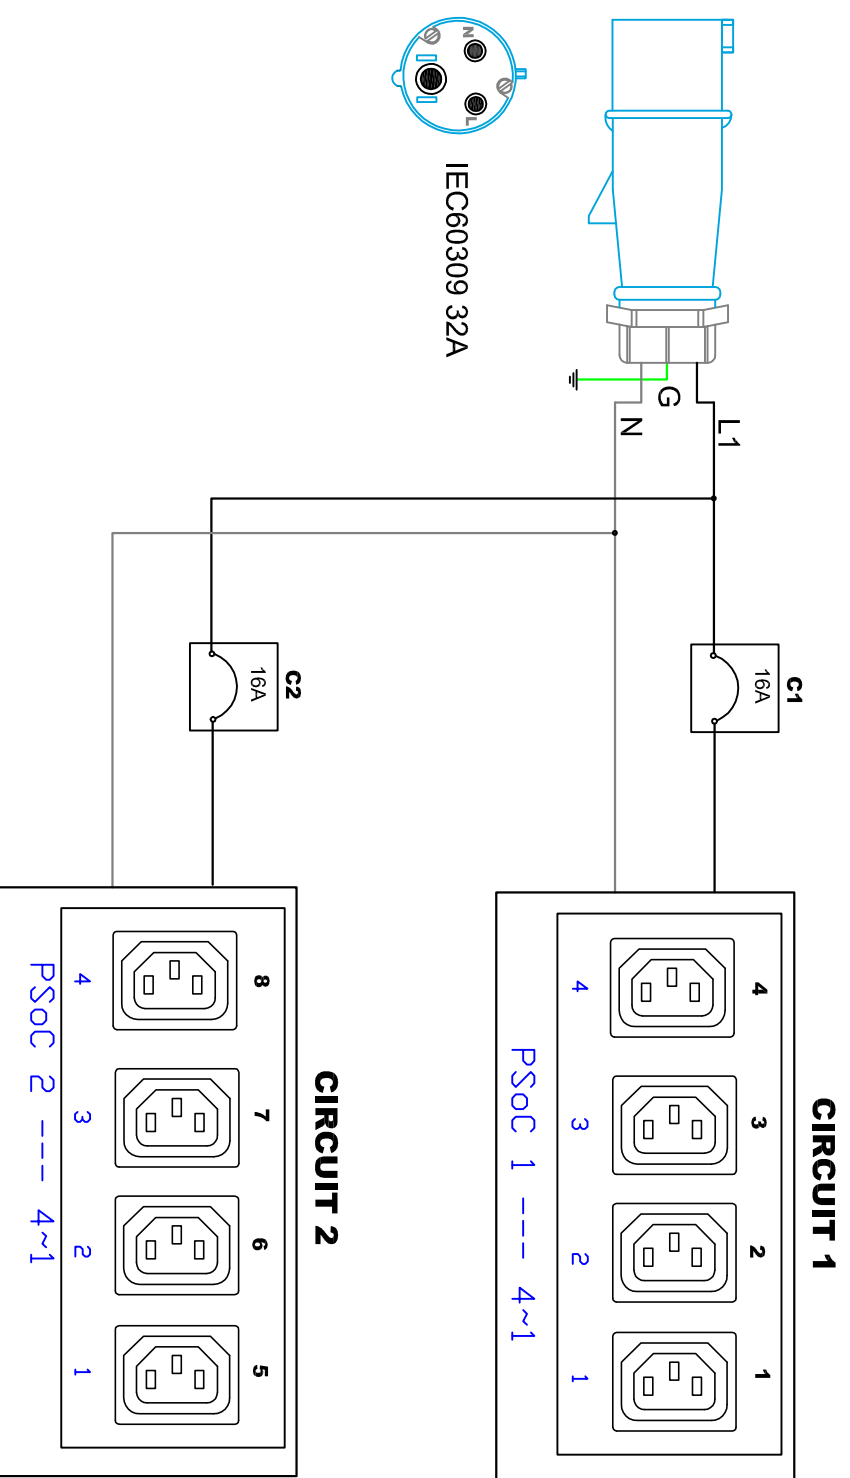 N
L
IEC60309 32A
G
N
L1
C1
16A
C2
16A
CIRCUIT 1
4
3
2
1
4
3
2
1
PSoC 1 --- 4~1
CIRCUIT 2
8
7
6
5
4
3
2
1
PSoC 2 --- 4~1